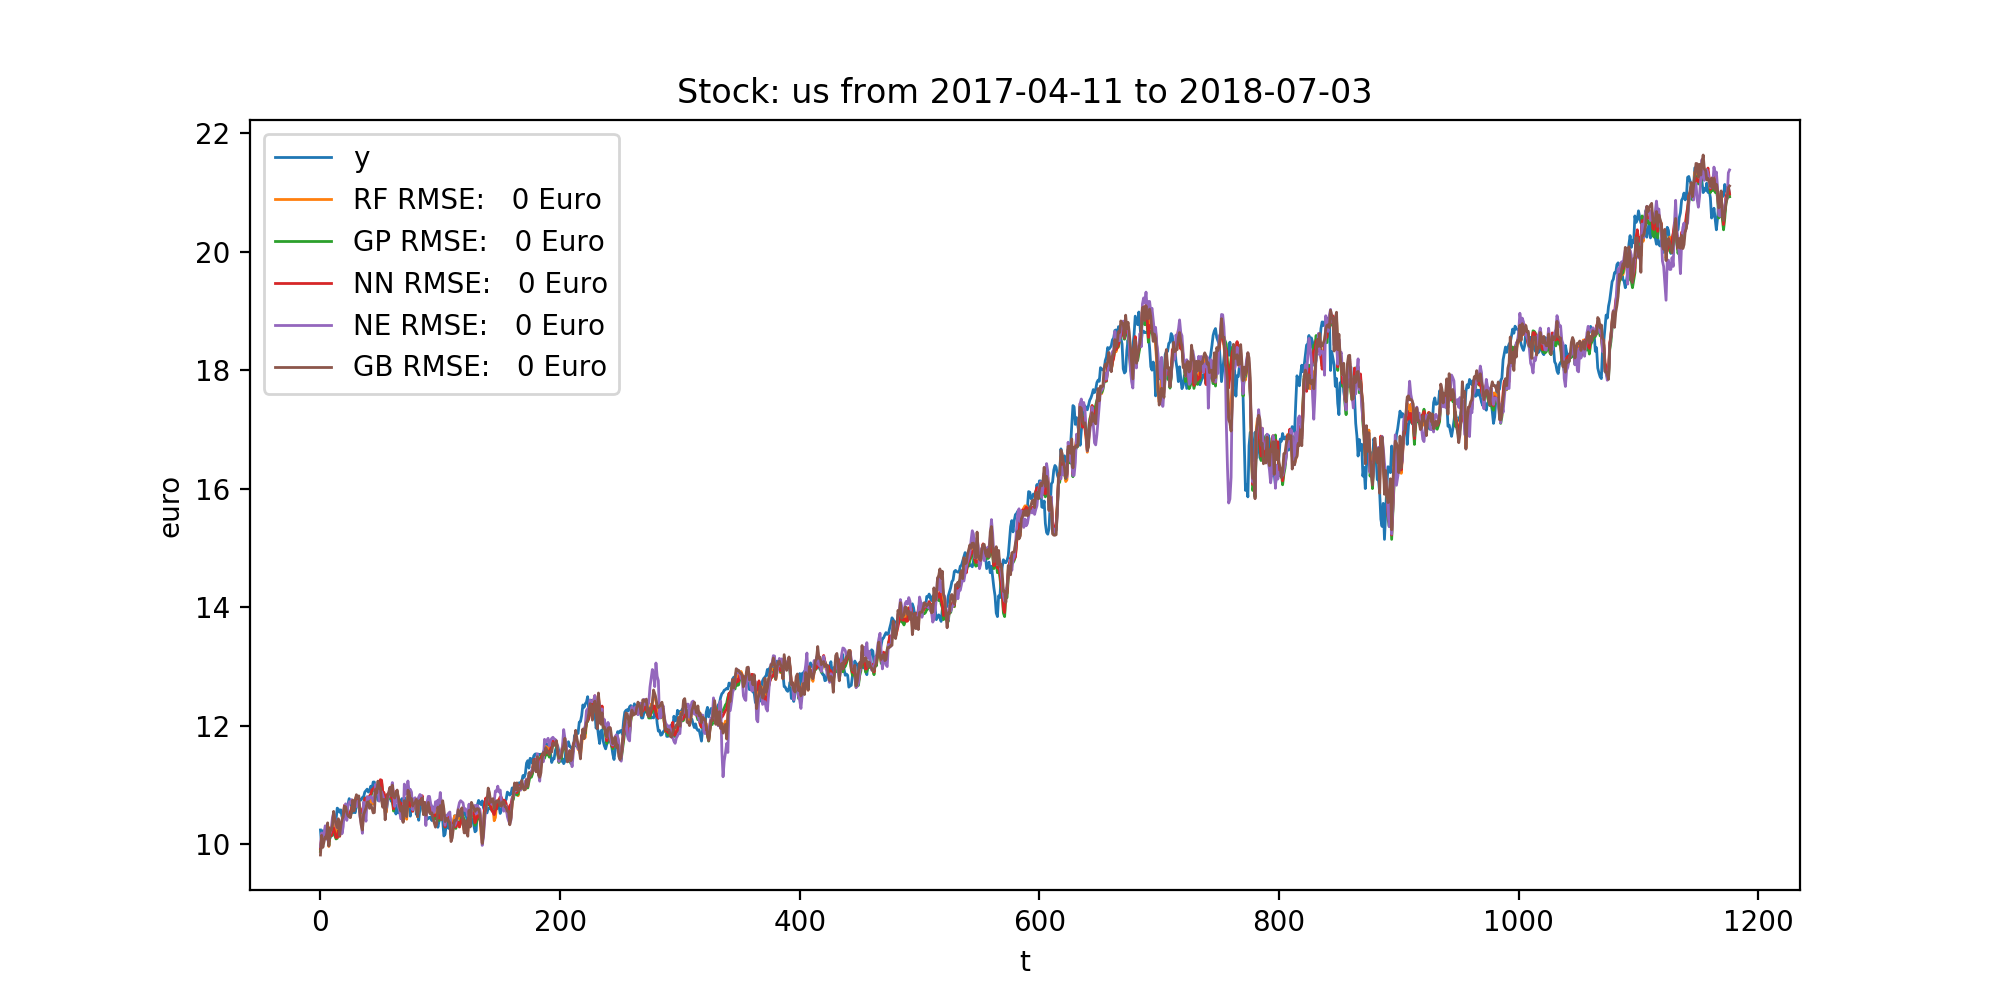 Stock: us from 2017-04-11 to 2018-07-03
22
20
18
16
14
12
10
euro
y
RF RMSE:   0 Euro
GP RMSE:   0 Euro
NN RMSE:   0 Euro
NE RMSE:   0 Euro
GB RMSE:   0 Euro
0 200 400 600 800 1000 1200
t